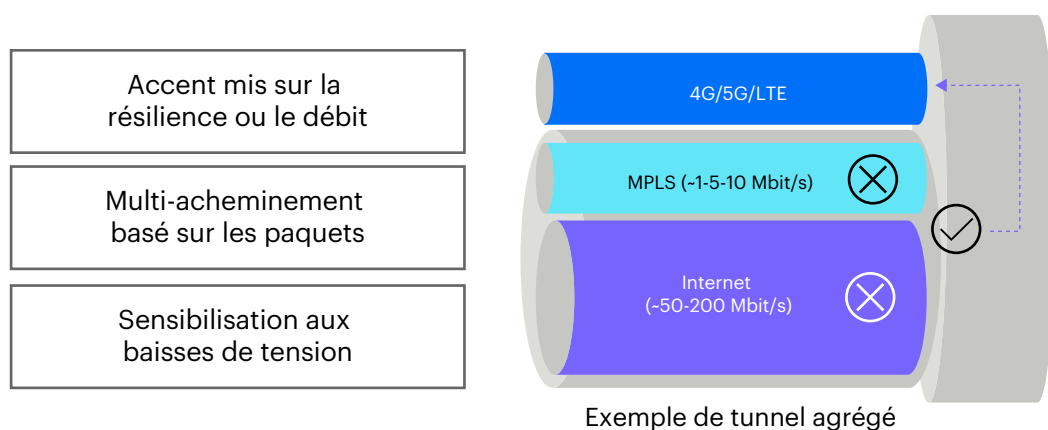 Accent mis sur la
résilience ou le débit
Multi-acheminement
basé sur les paquets
Sensibilisation aux
baisses de tension
4G/5G/LTE
MPLS (~1-5-10 Mbit/s)
Internet
(~50-200 Mbit/s)
Exemple de tunnel agrégé